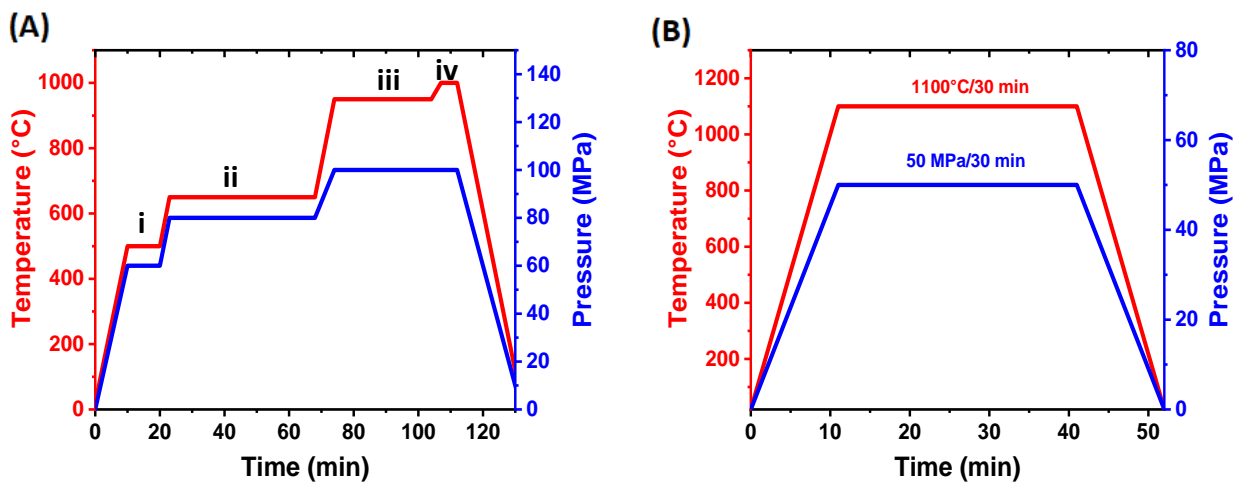 (A)
Temperature (°C)
1000
800
600
400
200
0
i
ii
iii
iv
140
120
100
80
60
40
20
0
Pressure (MPa)
0 20 40 60 80 100 120
Time (min)
(B)
Temperature (°C)
1200
1000
800
600
400
200
1100°C/30 min
50 MPa/30 min
80
60
40
20
0
Pressure (MPa)
0 10 20 30 40 50
Time (min)